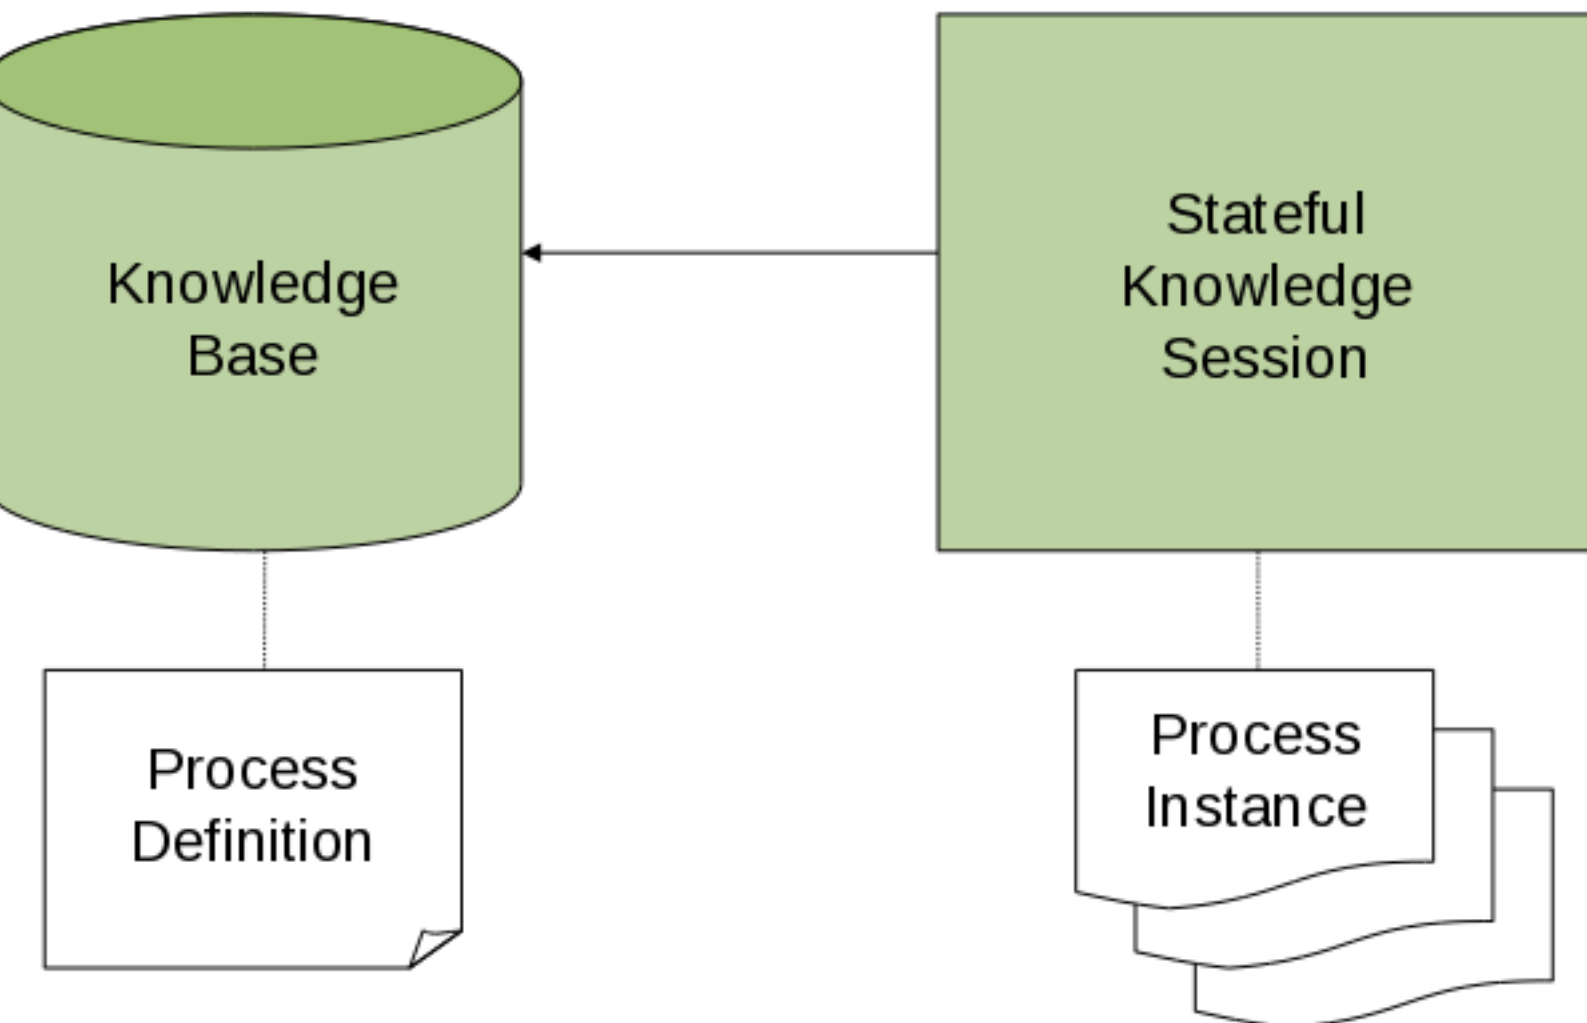 Knowledge
Base
Stateful
Knowledge
Session
Process
Definition
Process
Instance